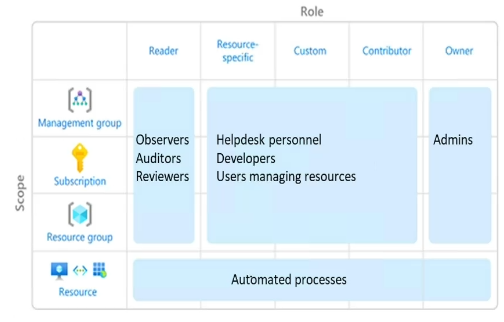 Role
Reader
Resource-
specific
Custom
Contributor
Owner
Scope
Management group
Subscription
Resource group
Resource
Observers
Auditors
Reviewers
Helpdesk personnel
Developers
Users managing resources
Admins
Automated processes